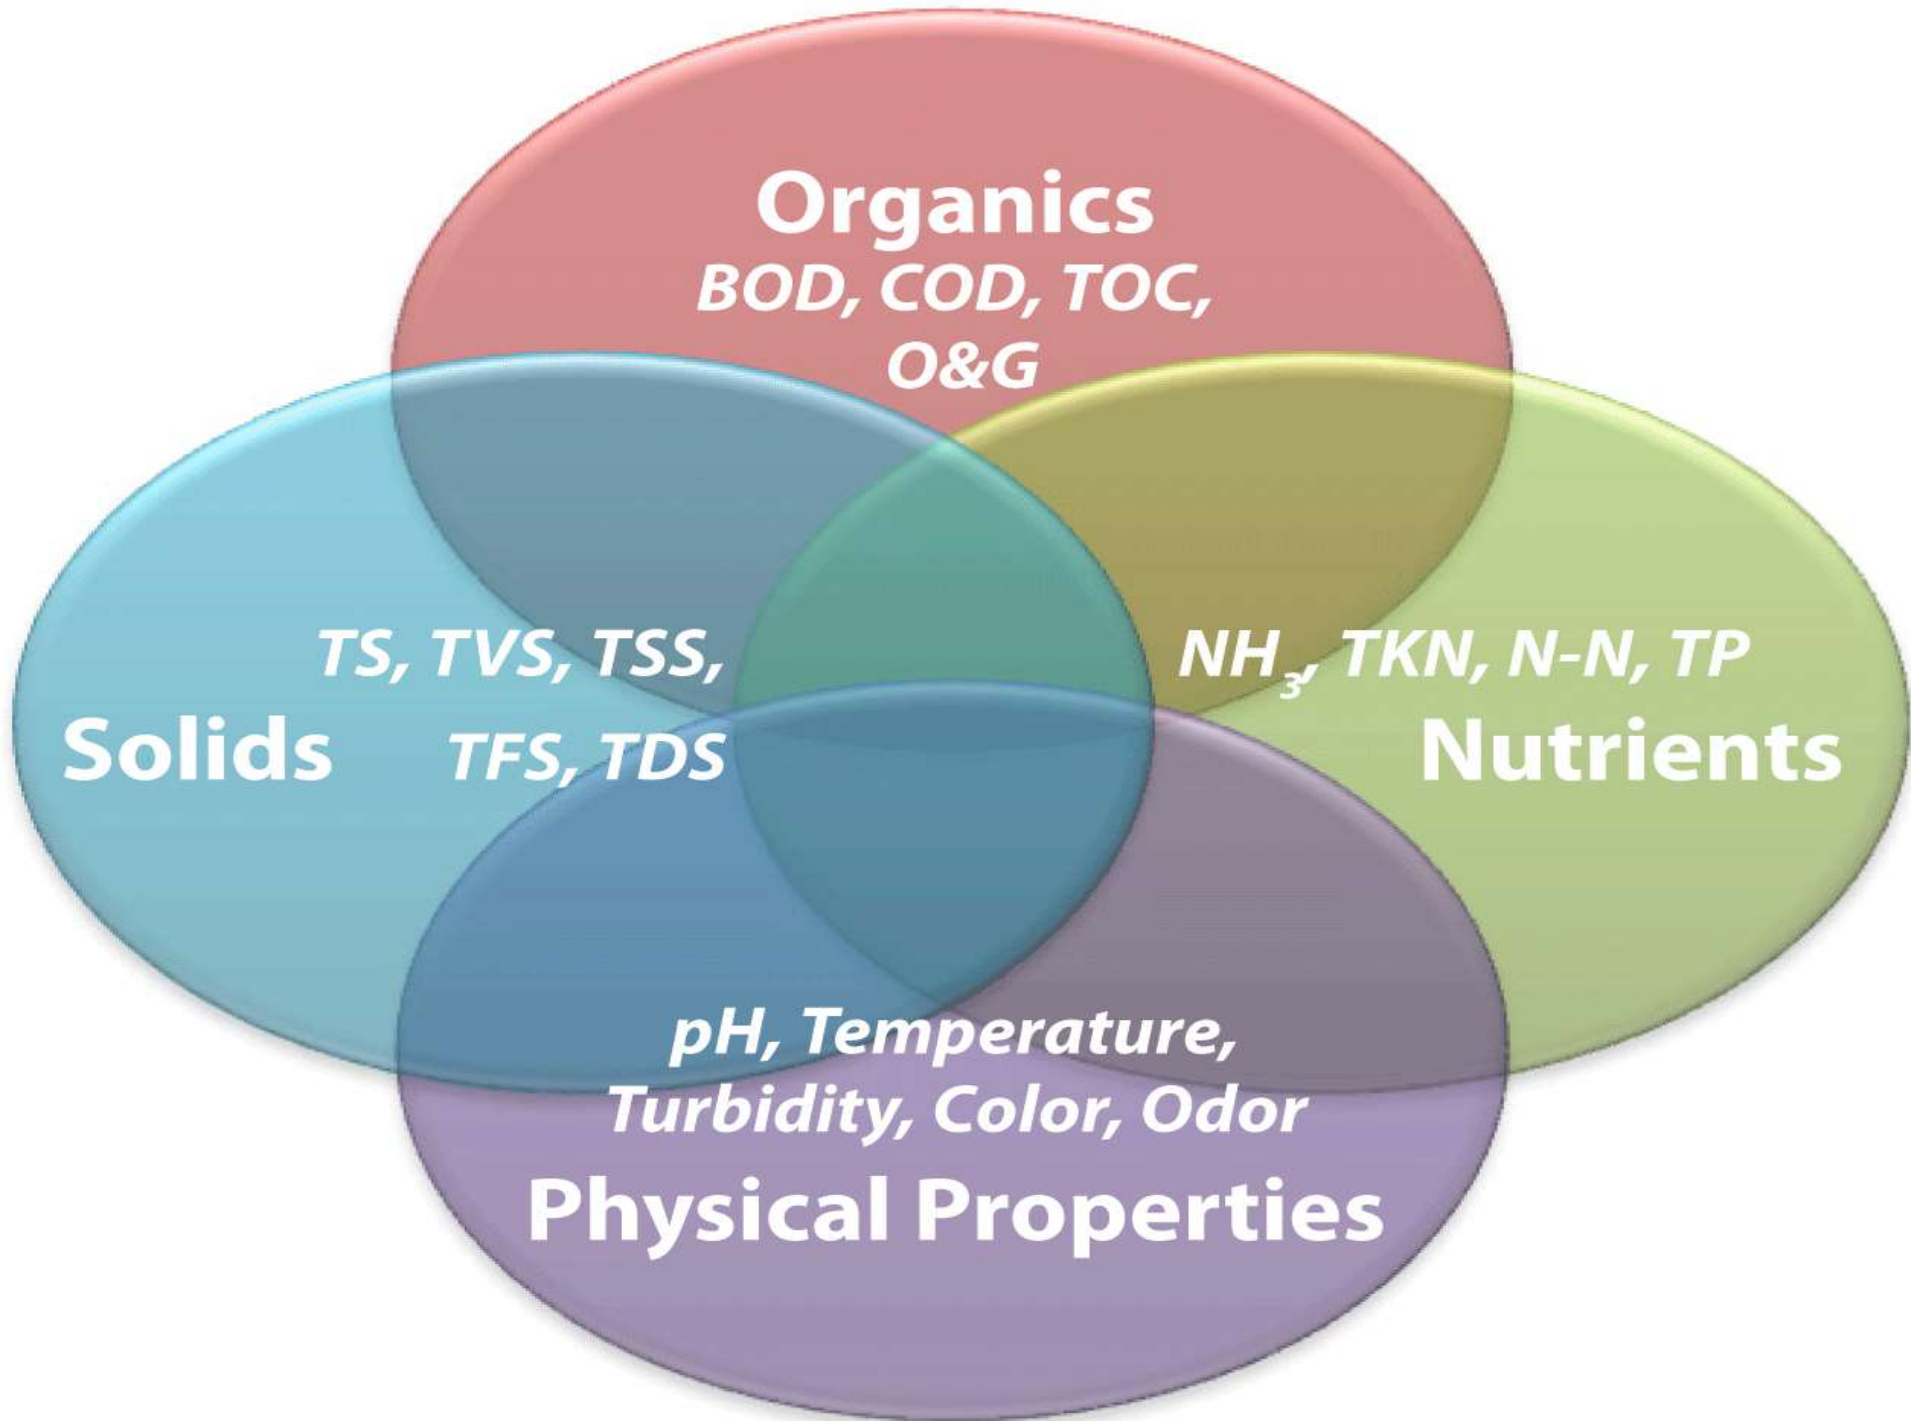 Organics
BOD, COD, TOC,
O&G
TS, TVS, TSS,
Solids TFS, TDS
NH₃, TKN, N-N, TP
Nutrients
pH, Temperature,
Turbidity, Color, Odor
Physical Properties